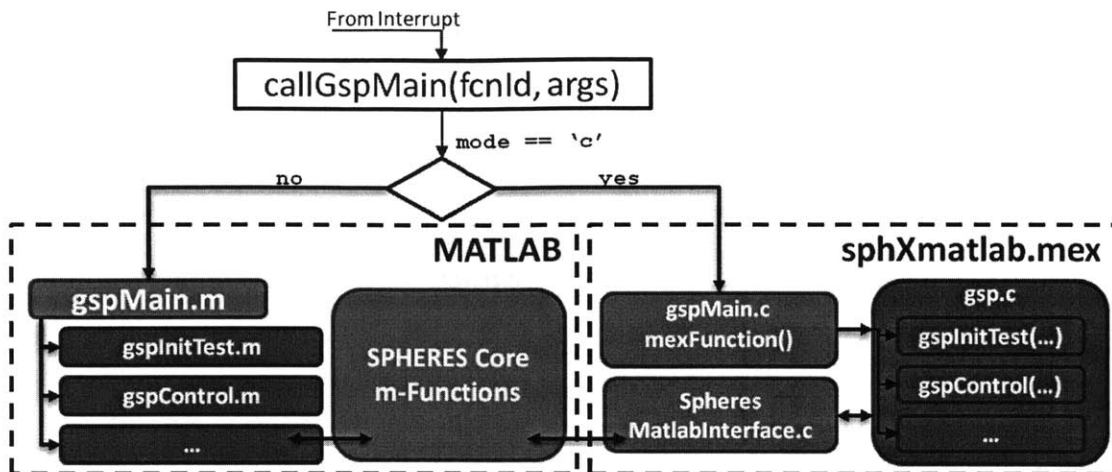 From Interrupt
callGspMain(fcnId, args)
mode == ‘c’
no
yes
MATLAB
gspMain.m
gspInitTest.m
gspControl.m
...
SPHERES Core
m-Functions
sphXmatlab.mex
gspMain.c
mexFunction()
Spheres
MatlabInterface.c
gsp.c
gspInitTest(...)
gspControl(...)
...